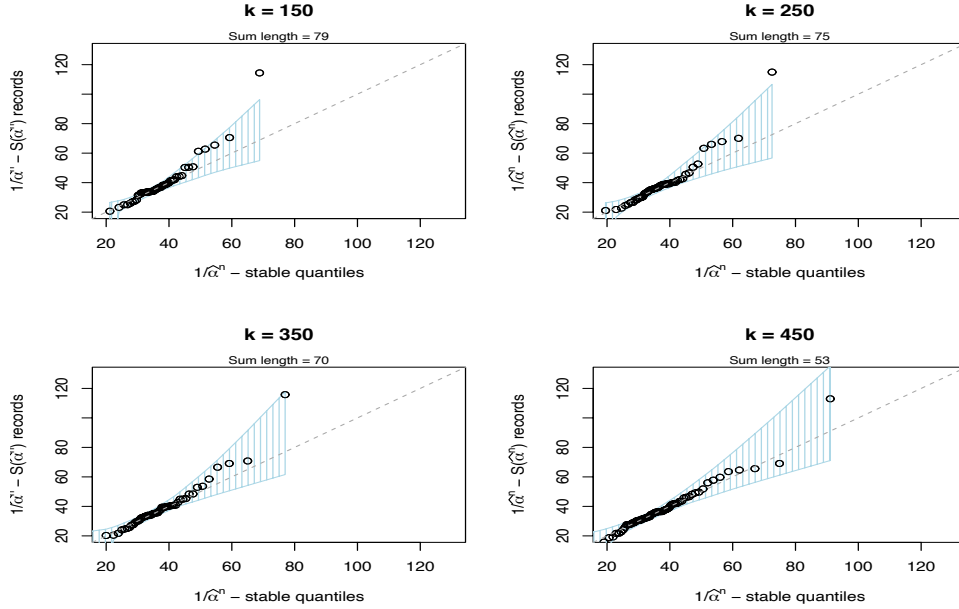 k = 150
Sum length = 79
1/α̂ⁿ − S(α̂ⁿ) records
120
80
60
40
20
20 40 60 80 100 120
1/α̂ⁿ − stable quantiles
k = 250
Sum length = 75
1/α̂ⁿ − S(α̂ⁿ) records
120
80
60
40
20
20 40 60 80 100 120
1/α̂ⁿ − stable quantiles
k = 350
Sum length = 70
1/α̂ⁿ − S(α̂ⁿ) records
120
80
60
40
20
20 40 60 80 100 120
1/α̂ⁿ − stable quantiles
k = 450
Sum length = 53
1/α̂ⁿ − S(α̂ⁿ) records
120
80
60
40
20
20 40 60 80 100 120
1/α̂ⁿ − stable quantiles